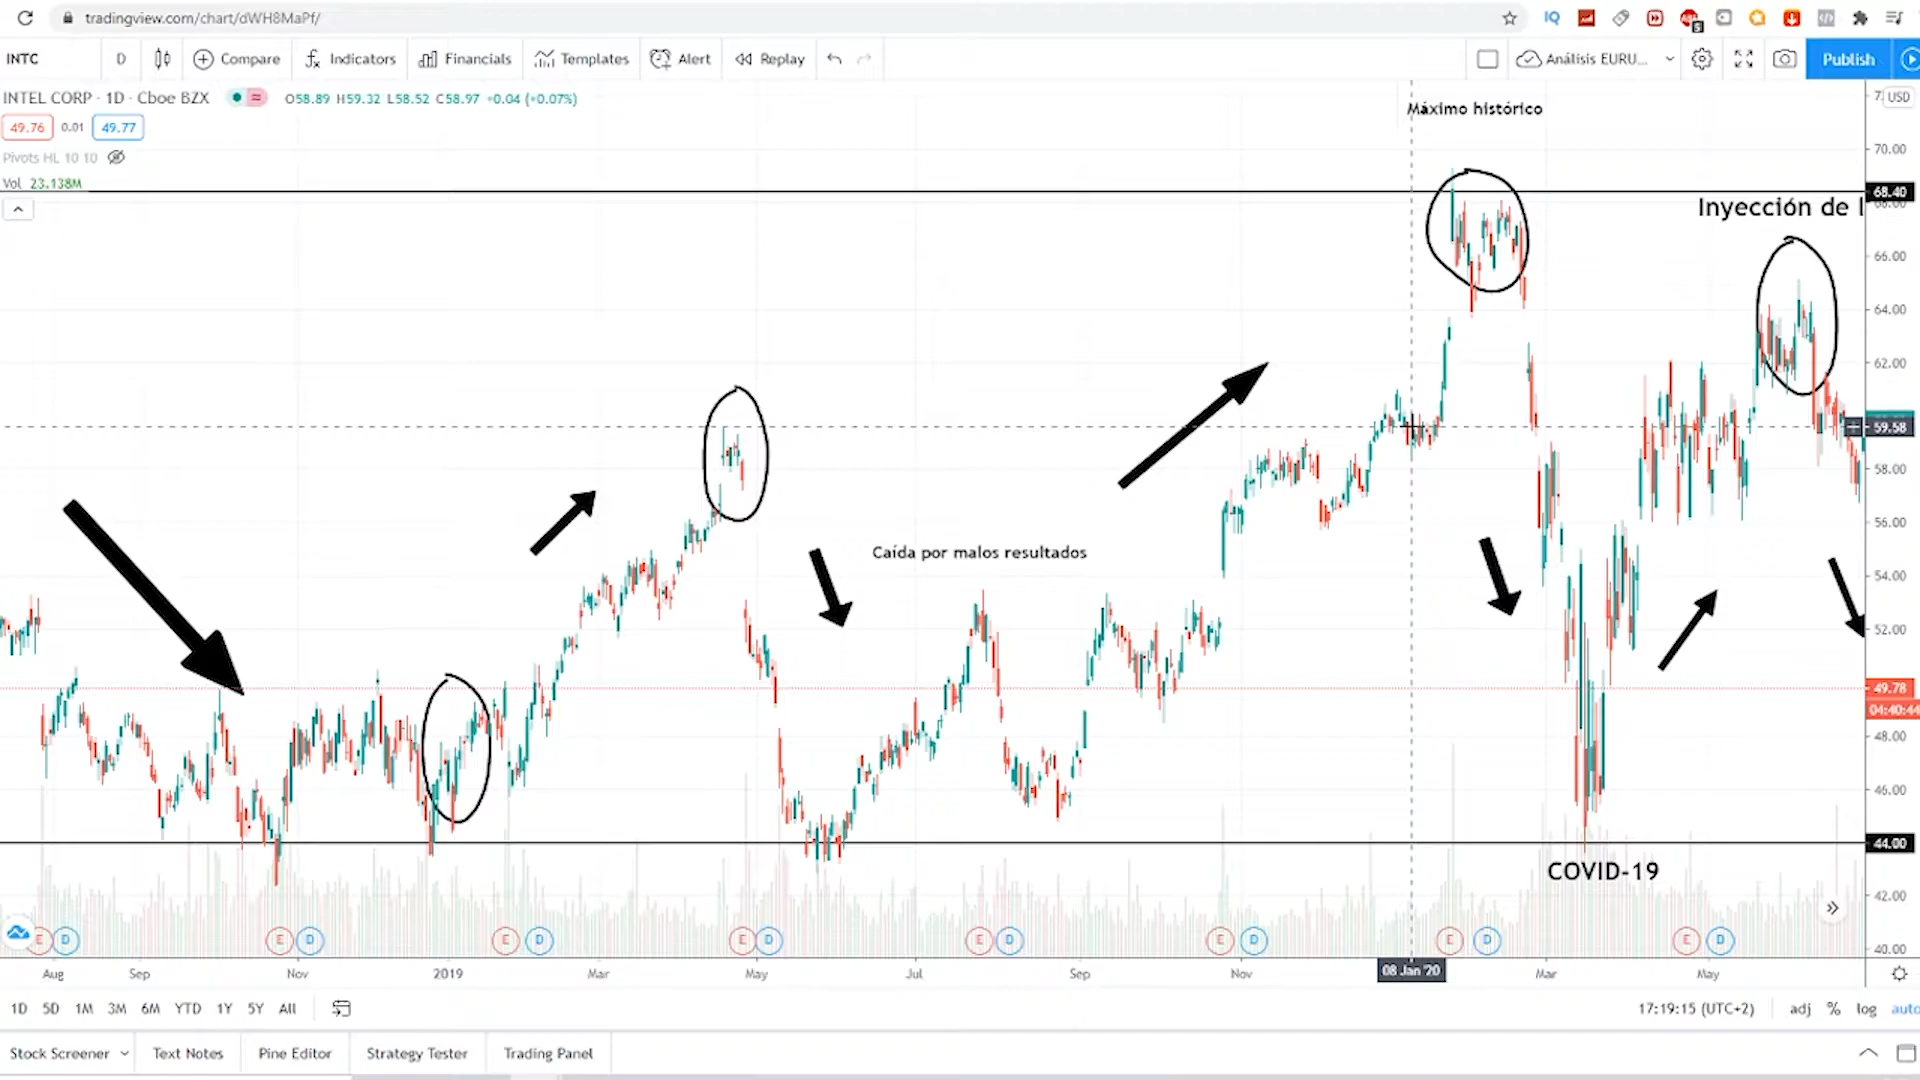 tradingview.com/chart/dWH8MaPf/
INTC D Compare Indicators Financials Templates Alert Replay Análisis EURU... Publish
INTEL CORP · 1D · Cboe BZX O58.89 H59.32 L58.52 C58.97 +0.04 (+0.07%)
49.76 0.01 49.77
Pivots HL 10 10
Vol 23.138M
USD
Máximo histórico
70.00
68.40
Inyección de l
66.00
64.00
62.00
59.58
58.00
56.00
Caída por malos resultados
54.00
52.00
49.78
04:40:44
48.00
46.00
44.00
COVID-19
42.00
E D E D E D E D E D E D E D E D
40.00
Aug Sep Nov 2019 Mar May Jul Sep Nov 08 Jan '20 Mar May
1D 5D 1M 3M 6M YTD 1Y 5Y All 17:19:15 (UTC+2) adj % log auto
Stock Screener Text Notes Pine Editor Strategy Tester Trading Panel